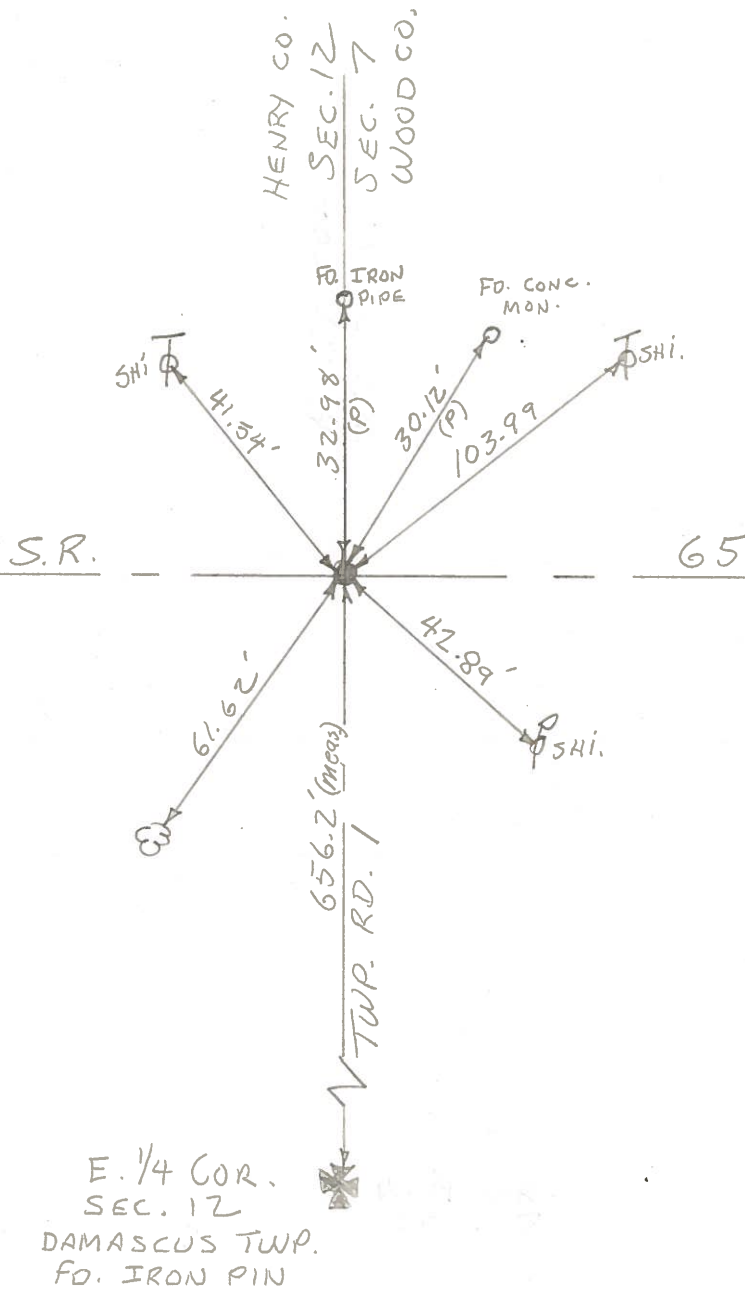 HENRY CO.
SEC. 12
SEC. 7
WOOD CO.
FD. IRON
PIPE
FD. CONC.
MON.
SHI
SHI.
41.54'
32.98'
(P)
30.12'
(P)
103.99
S.R.
65
61.62'
42.89'
SHI.
656.2' (meas)
TWP. RD. 1
E. 1/4 COR.
SEC. 12
DAMASCUS TWP.
FD. IRON PIN